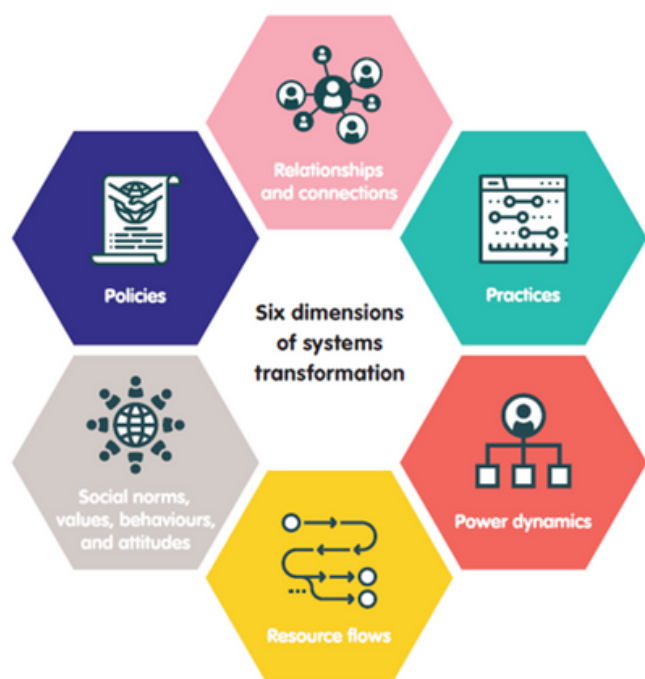 Relationships
and connections
Policies
Practices
Six dimensions
of systems
transformation
Social norms,
values, behaviours,
and attitudes
Power dynamics
Resource flows